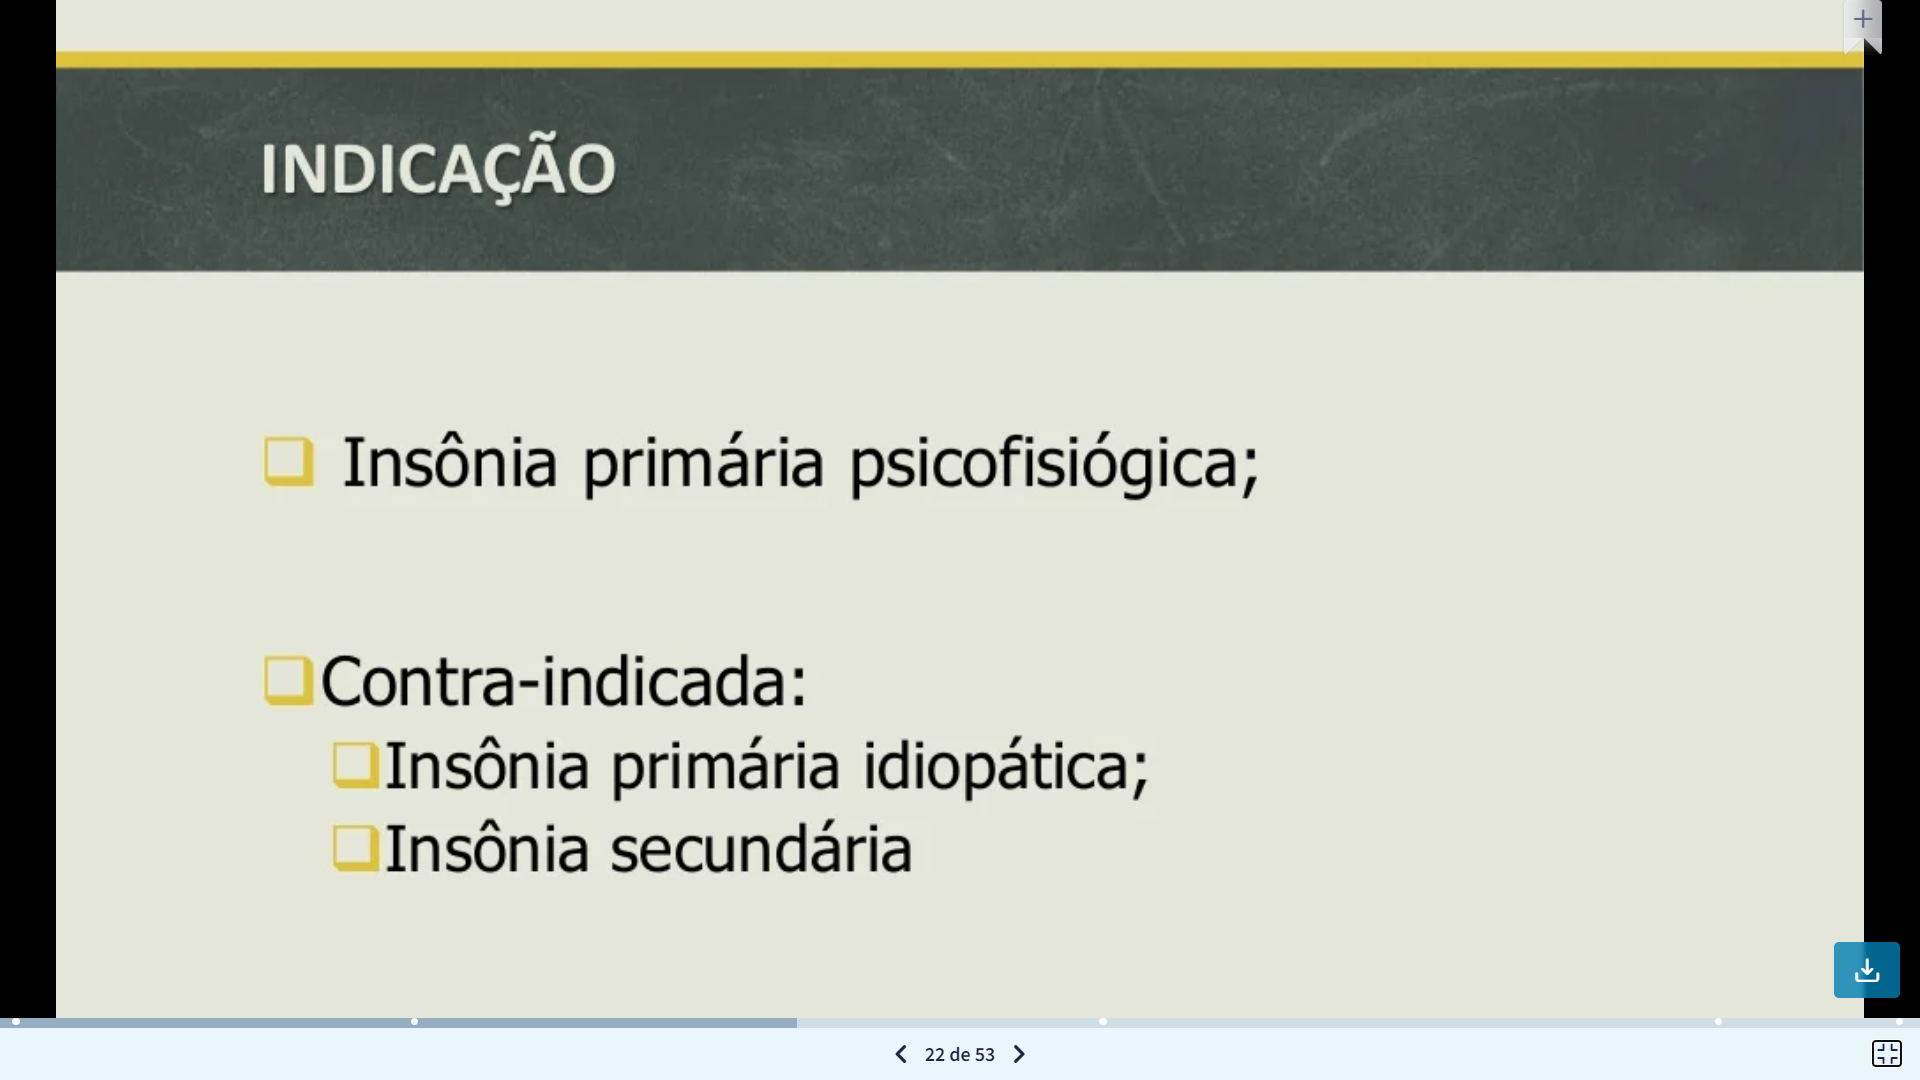 INDICAÇÃO
Insônia primária psicofisiógica;
Contra-indicada:
Insônia primária idiopática;
Insônia secundária
22 de 53